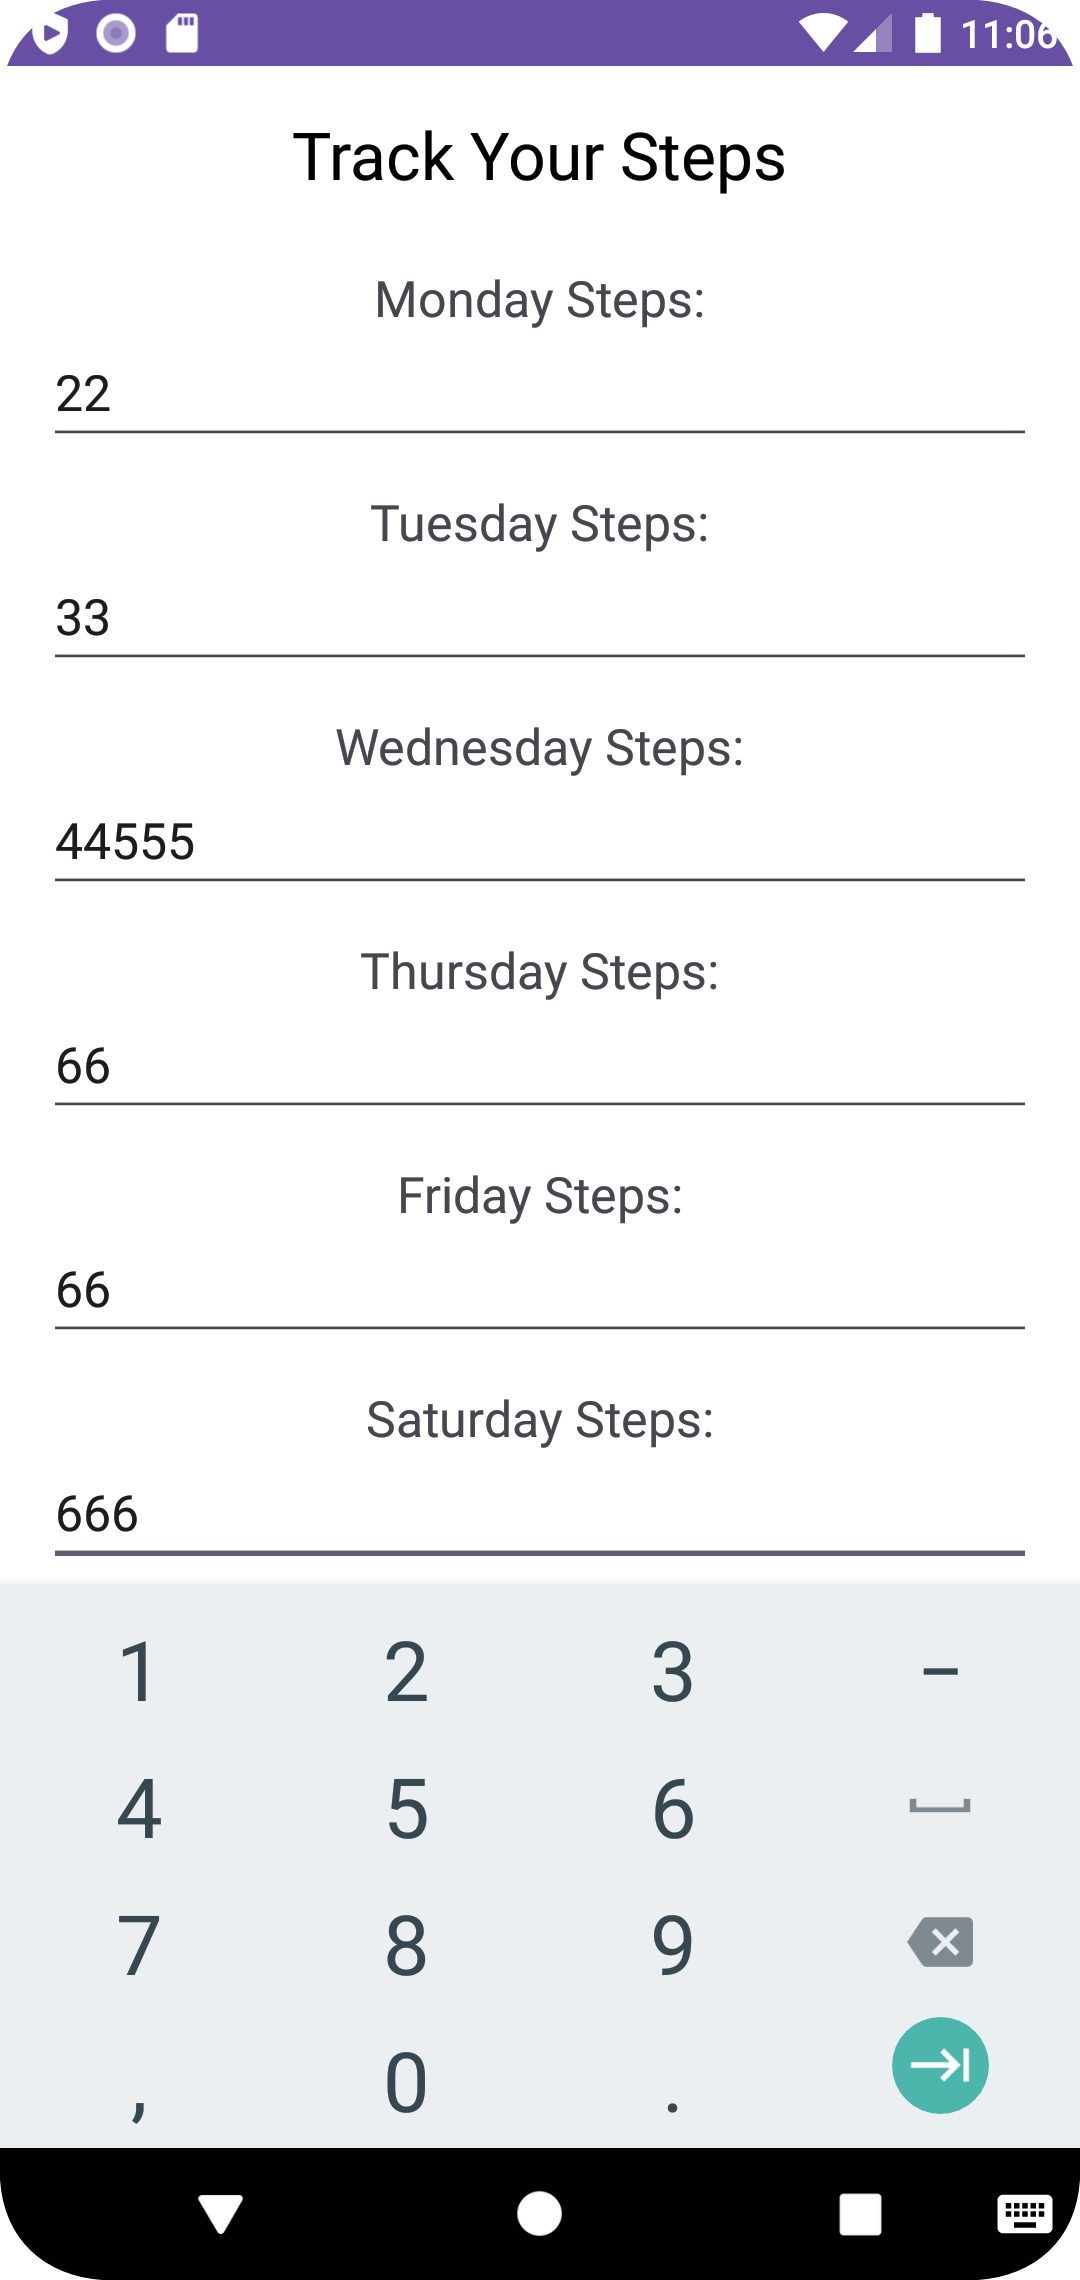 11:06
Track Your Steps
Monday Steps:
22
Tuesday Steps:
33
Wednesday Steps:
44555
Thursday Steps:
66
Friday Steps:
66
Saturday Steps:
666
1 2 3 –
4 5 6
7 8 9
, 0 .